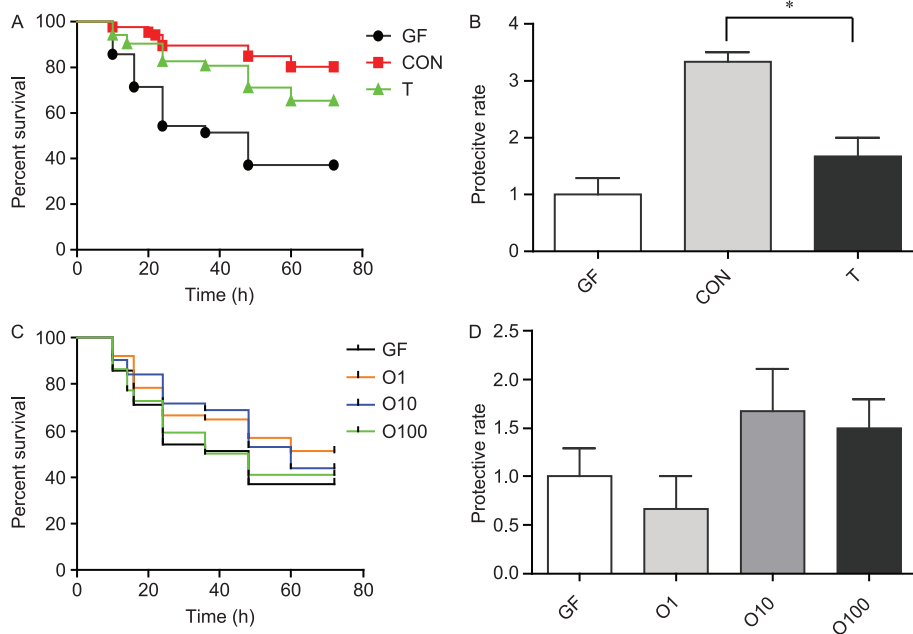 A
Percent survival
100
80
60
40
20
0
0 20 40 60 80
Time (h)
GF
CON
T
B
Protecitve rate
4
3
2
1
0
*
GF CON T
C
Percent survival
100
80
60
40
20
0
0 20 40 60 80
Time (h)
GF
O1
O10
O100
D
Protective rate
2.5
2.0
1.5
1.0
0.5
0.0
GF O1 O10 O100